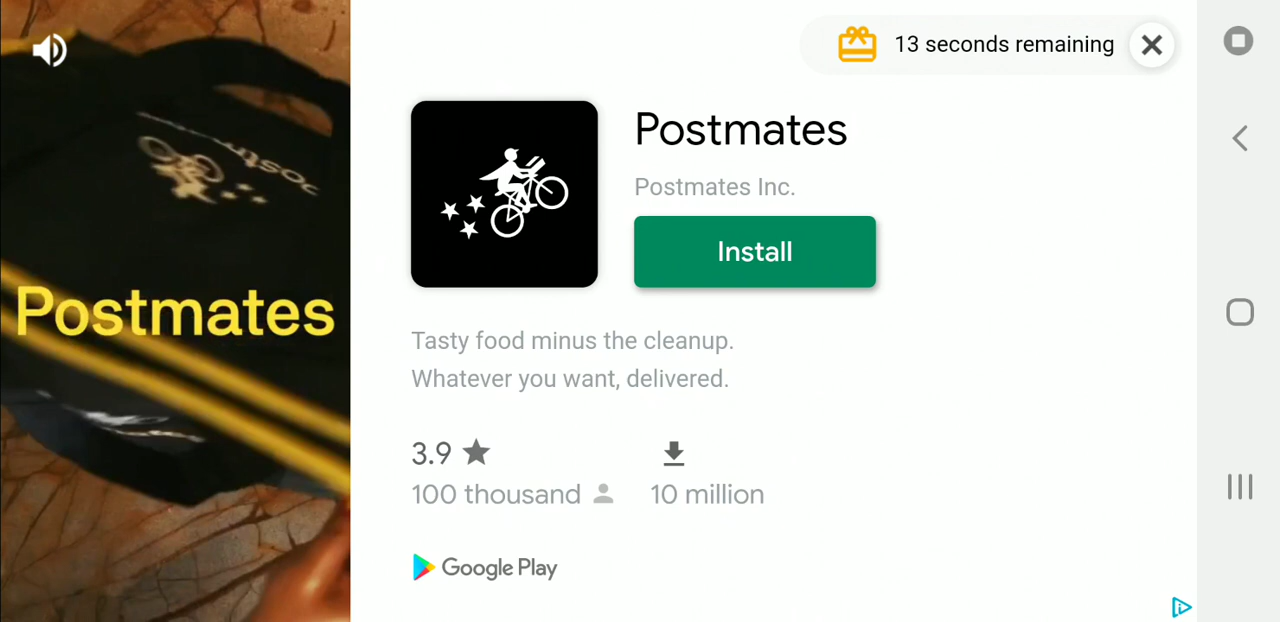 13 seconds remaining
Postmates
Postmates Inc.
Install
Postmates
Tasty food minus the cleanup.
Whatever you want, delivered.
3.9
100 thousand
10 million
Google Play